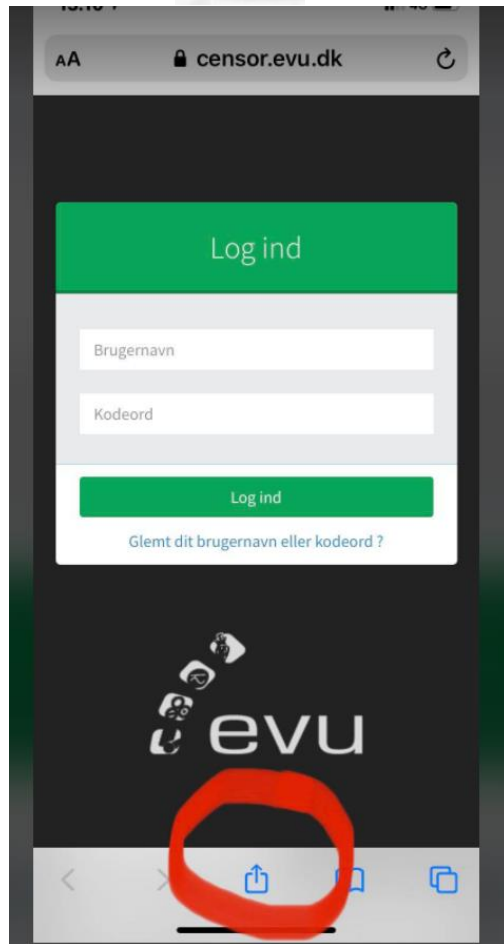 AA censor.evu.dk
Log ind
Brugernavn
Kodeord
Log ind
Glemt dit brugernavn eller kodeord ?
evu